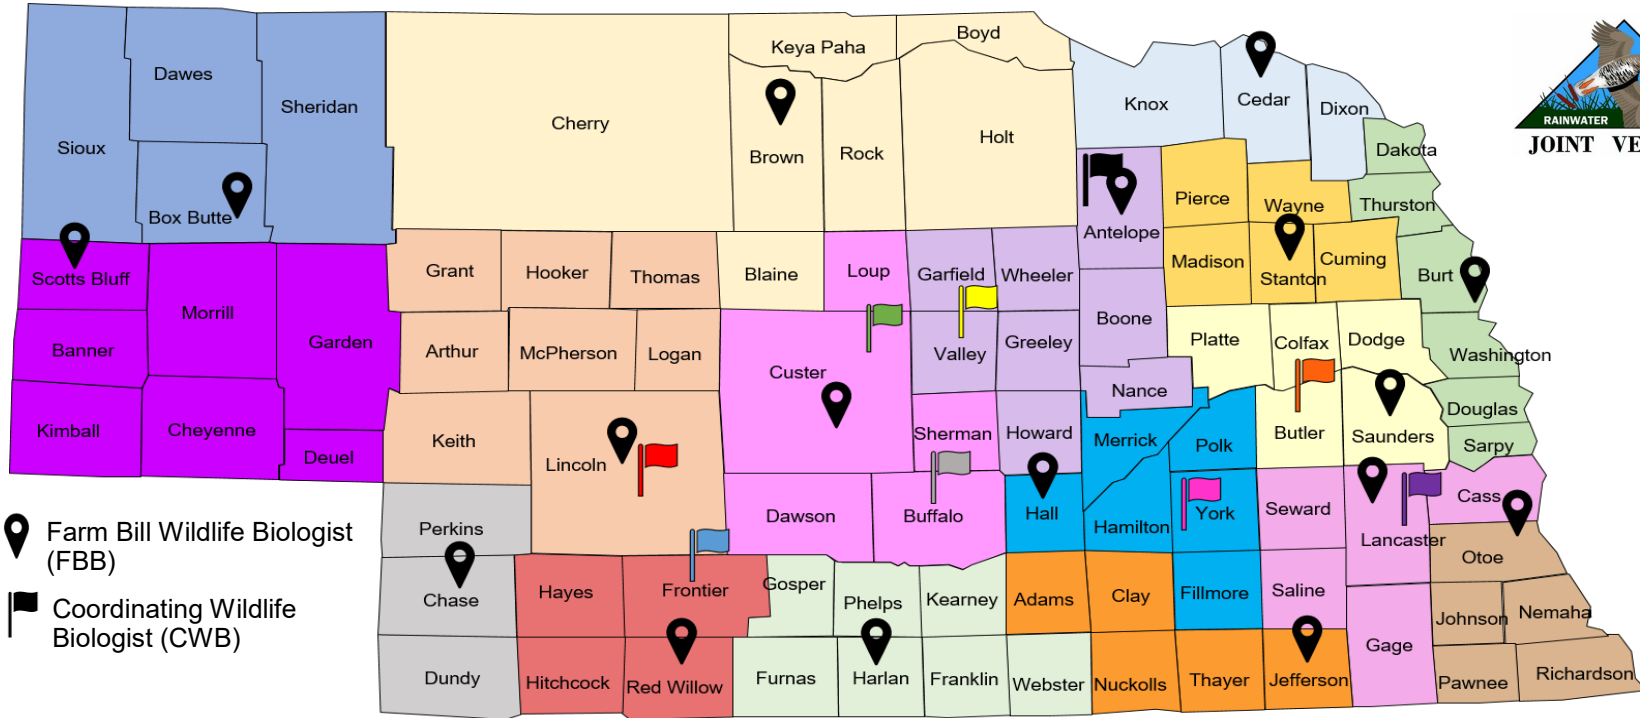 Boyd
Keya Paha
Dawes
Sheridan
Cherry
Knox
Cedar
Dixon
RAINWATER
JOINT VE
Sioux
Brown
Rock
Holt
Dakota
Box Butte
Pierce
Wayne
Thurston
Antelope
Scotts Bluff
Grant
Hooker
Thomas
Blaine
Loup
Garfield
Wheeler
Madison
Stanton
Cuming
Burt
Morrill
Garden
Banner
Arthur
McPherson
Logan
Custer
Valley
Greeley
Boone
Platte
Colfax
Dodge
Washington
Nance
Kimball
Cheyenne
Deuel
Keith
Lincoln
Sherman
Howard
Merrick
Polk
Butler
Saunders
Douglas
Sarpy
Perkins
Dawson
Buffalo
Hall
Hamilton
York
Seward
Lancaster
Cass
Otoe
Farm Bill Wildlife Biologist
(FBB)
Chase
Hayes
Frontier
Gosper
Phelps
Kearney
Adams
Clay
Fillmore
Saline
Johnson
Nemaha
Coordinating Wildlife
Biologist (CWB)
Dundy
Hitchcock
Red Willow
Furnas
Harlan
Franklin
Webster
Nuckolls
Thayer
Jefferson
Gage
Pawnee
Richardson